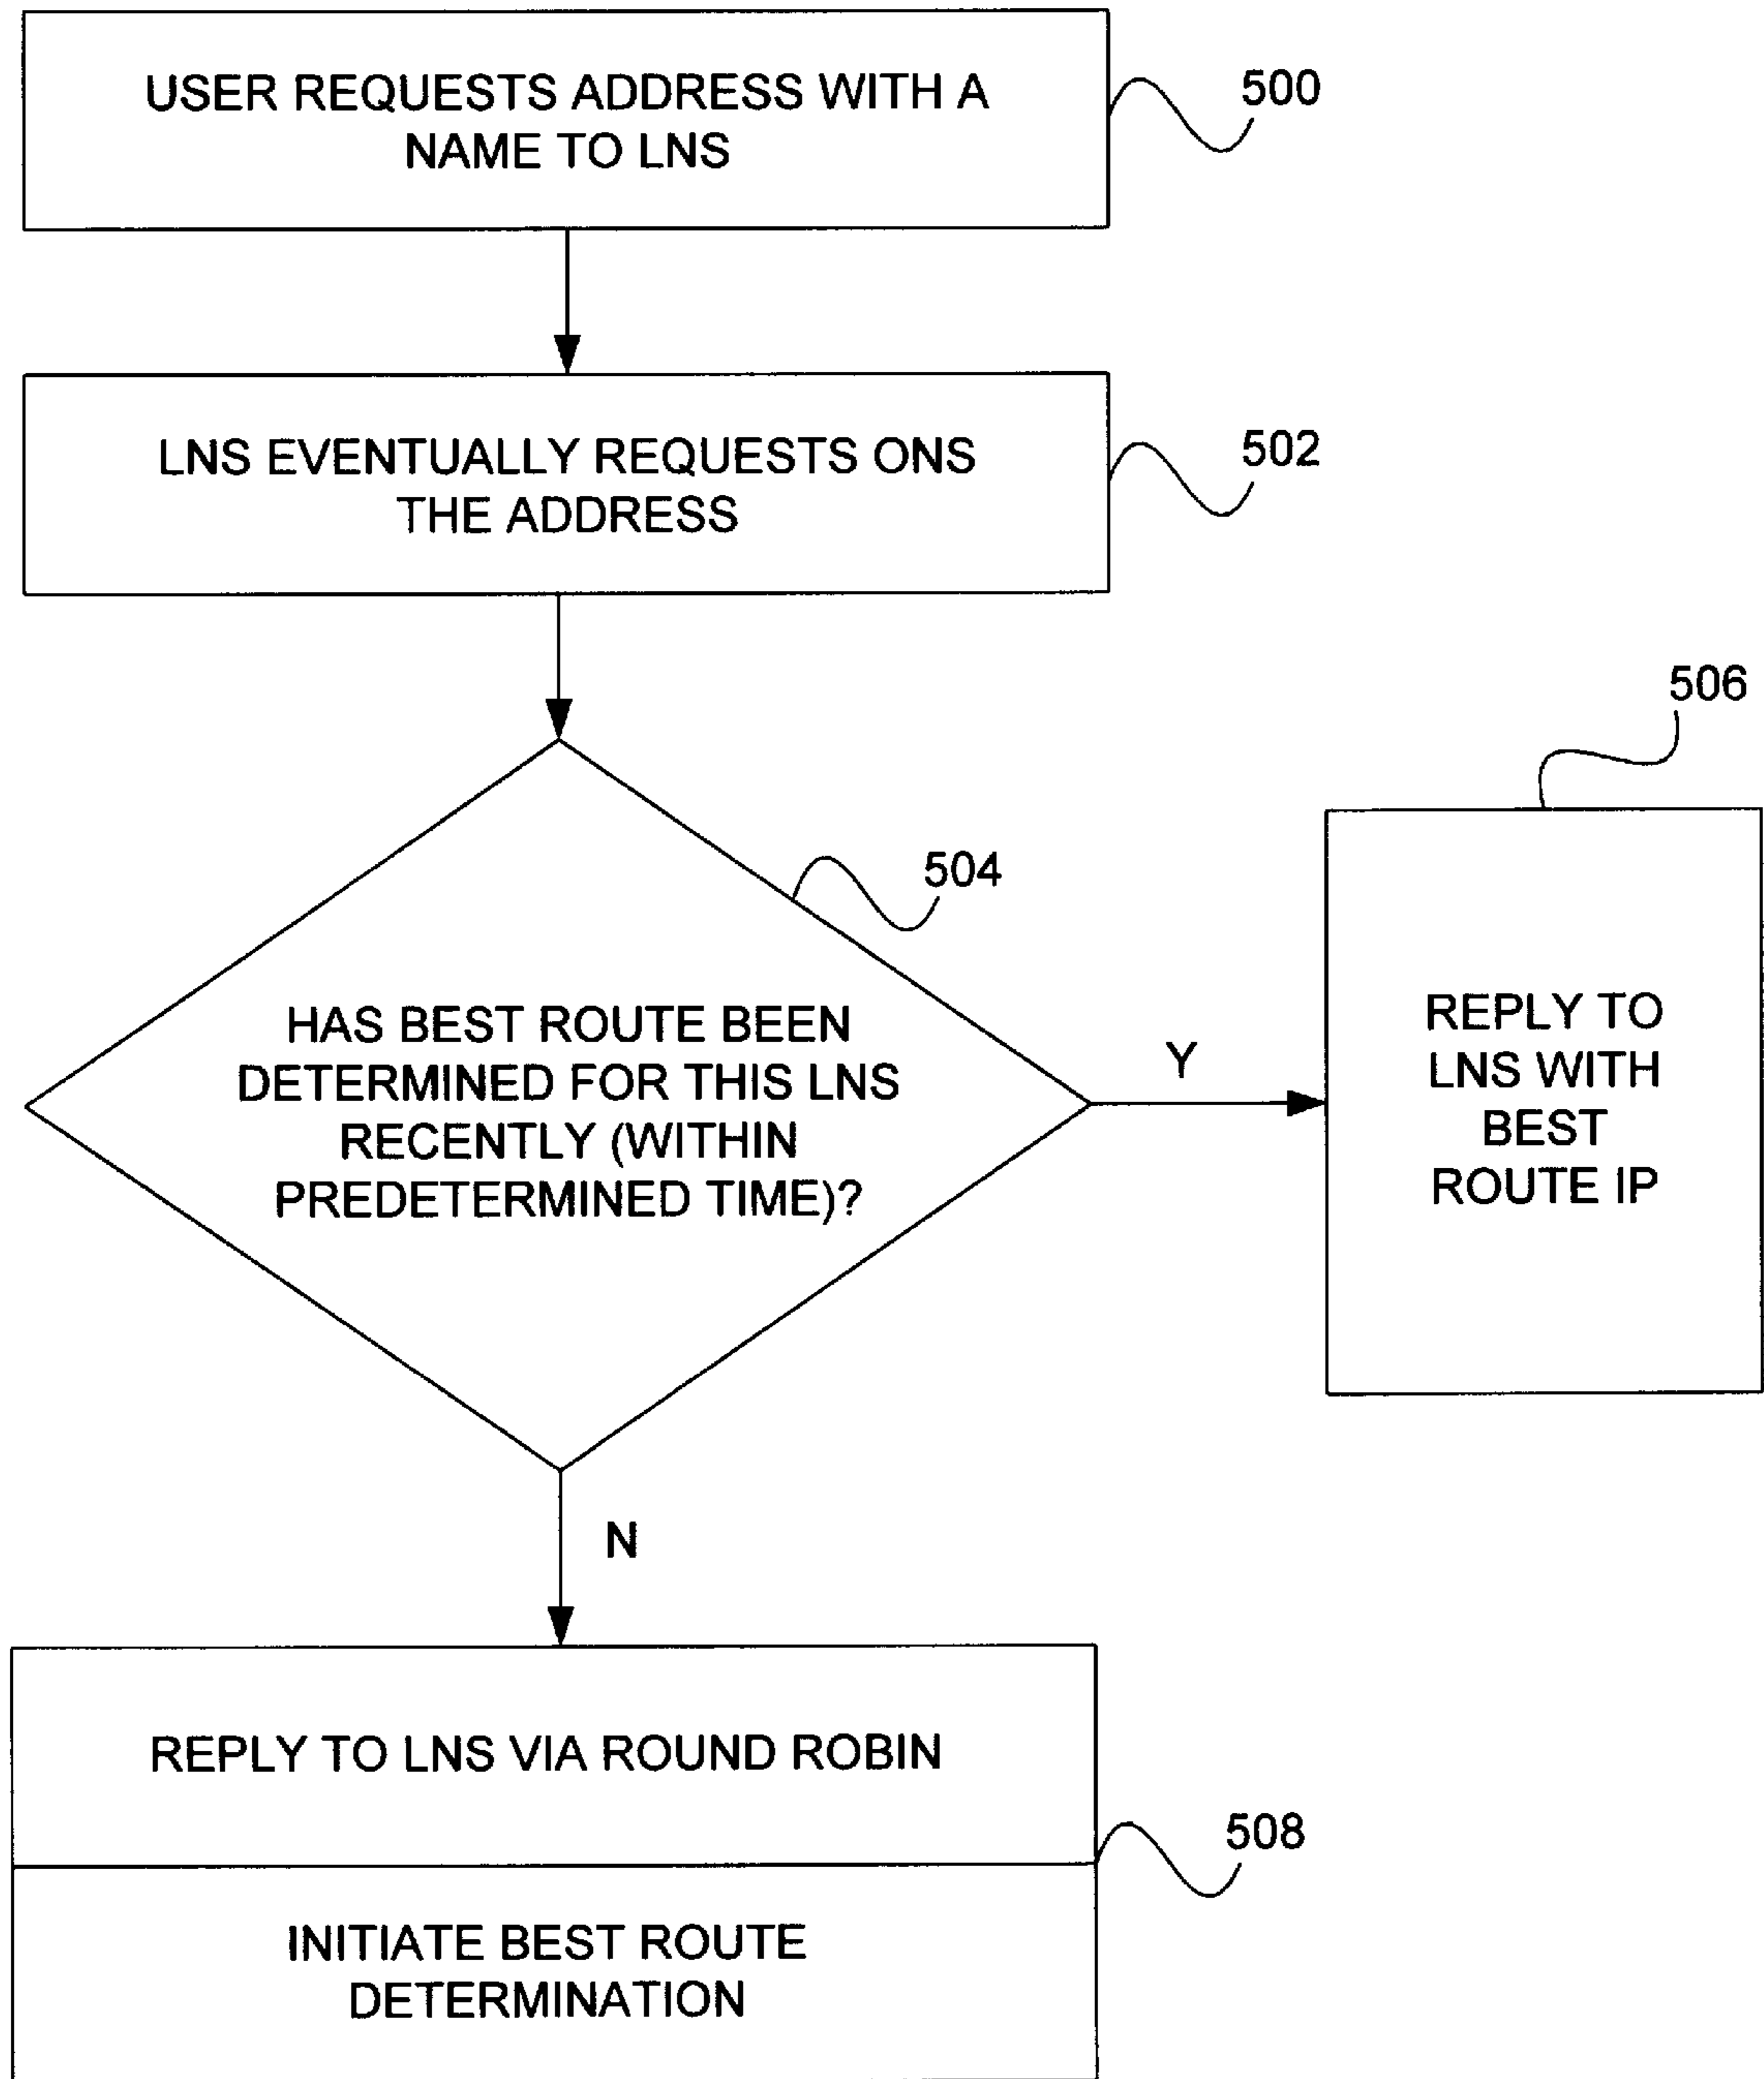 USER REQUESTS ADDRESS WITH A
NAME TO LNS
500
LNS EVENTUALLY REQUESTS ONS
THE ADDRESS
502
506
504
HAS BEST ROUTE BEEN
DETERMINED FOR THIS LNS
RECENTLY (WITHIN
PREDETERMINED TIME)?
Y
REPLY TO
LNS WITH
BEST
ROUTE IP
N
REPLY TO LNS VIA ROUND ROBIN
508
INITIATE BEST ROUTE
DETERMINATION